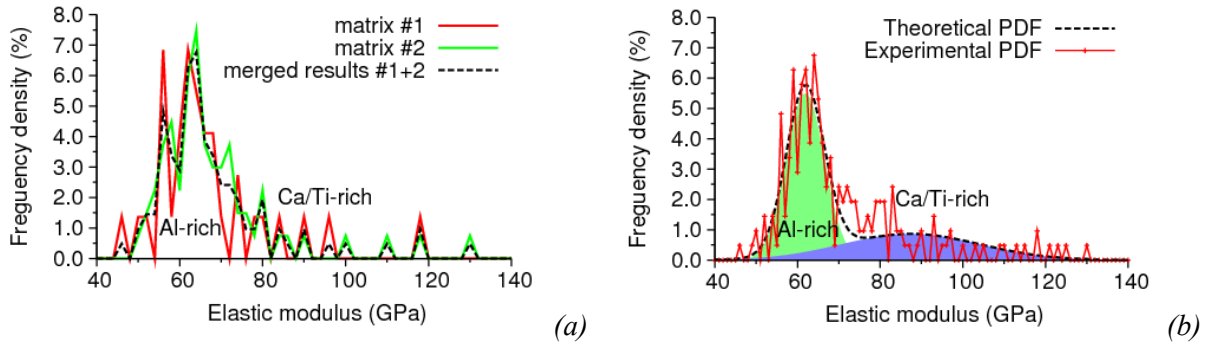 8.0
7.0
6.0
5.0
4.0
3.0
2.0
1.0
0.0
Frequency density (%)
matrix #1
matrix #2
merged results #1+2
Ca/Ti-rich
Al-rich
40 60 80 100 120 140
Elastic modulus (GPa)
(a)
8.0
7.0
6.0
5.0
4.0
3.0
2.0
1.0
0.0
Frequency density (%)
Theoretical PDF
Experimental PDF
Ca/Ti-rich
Al-rich
40 60 80 100 120 140
Elastic modulus (GPa)
(b)